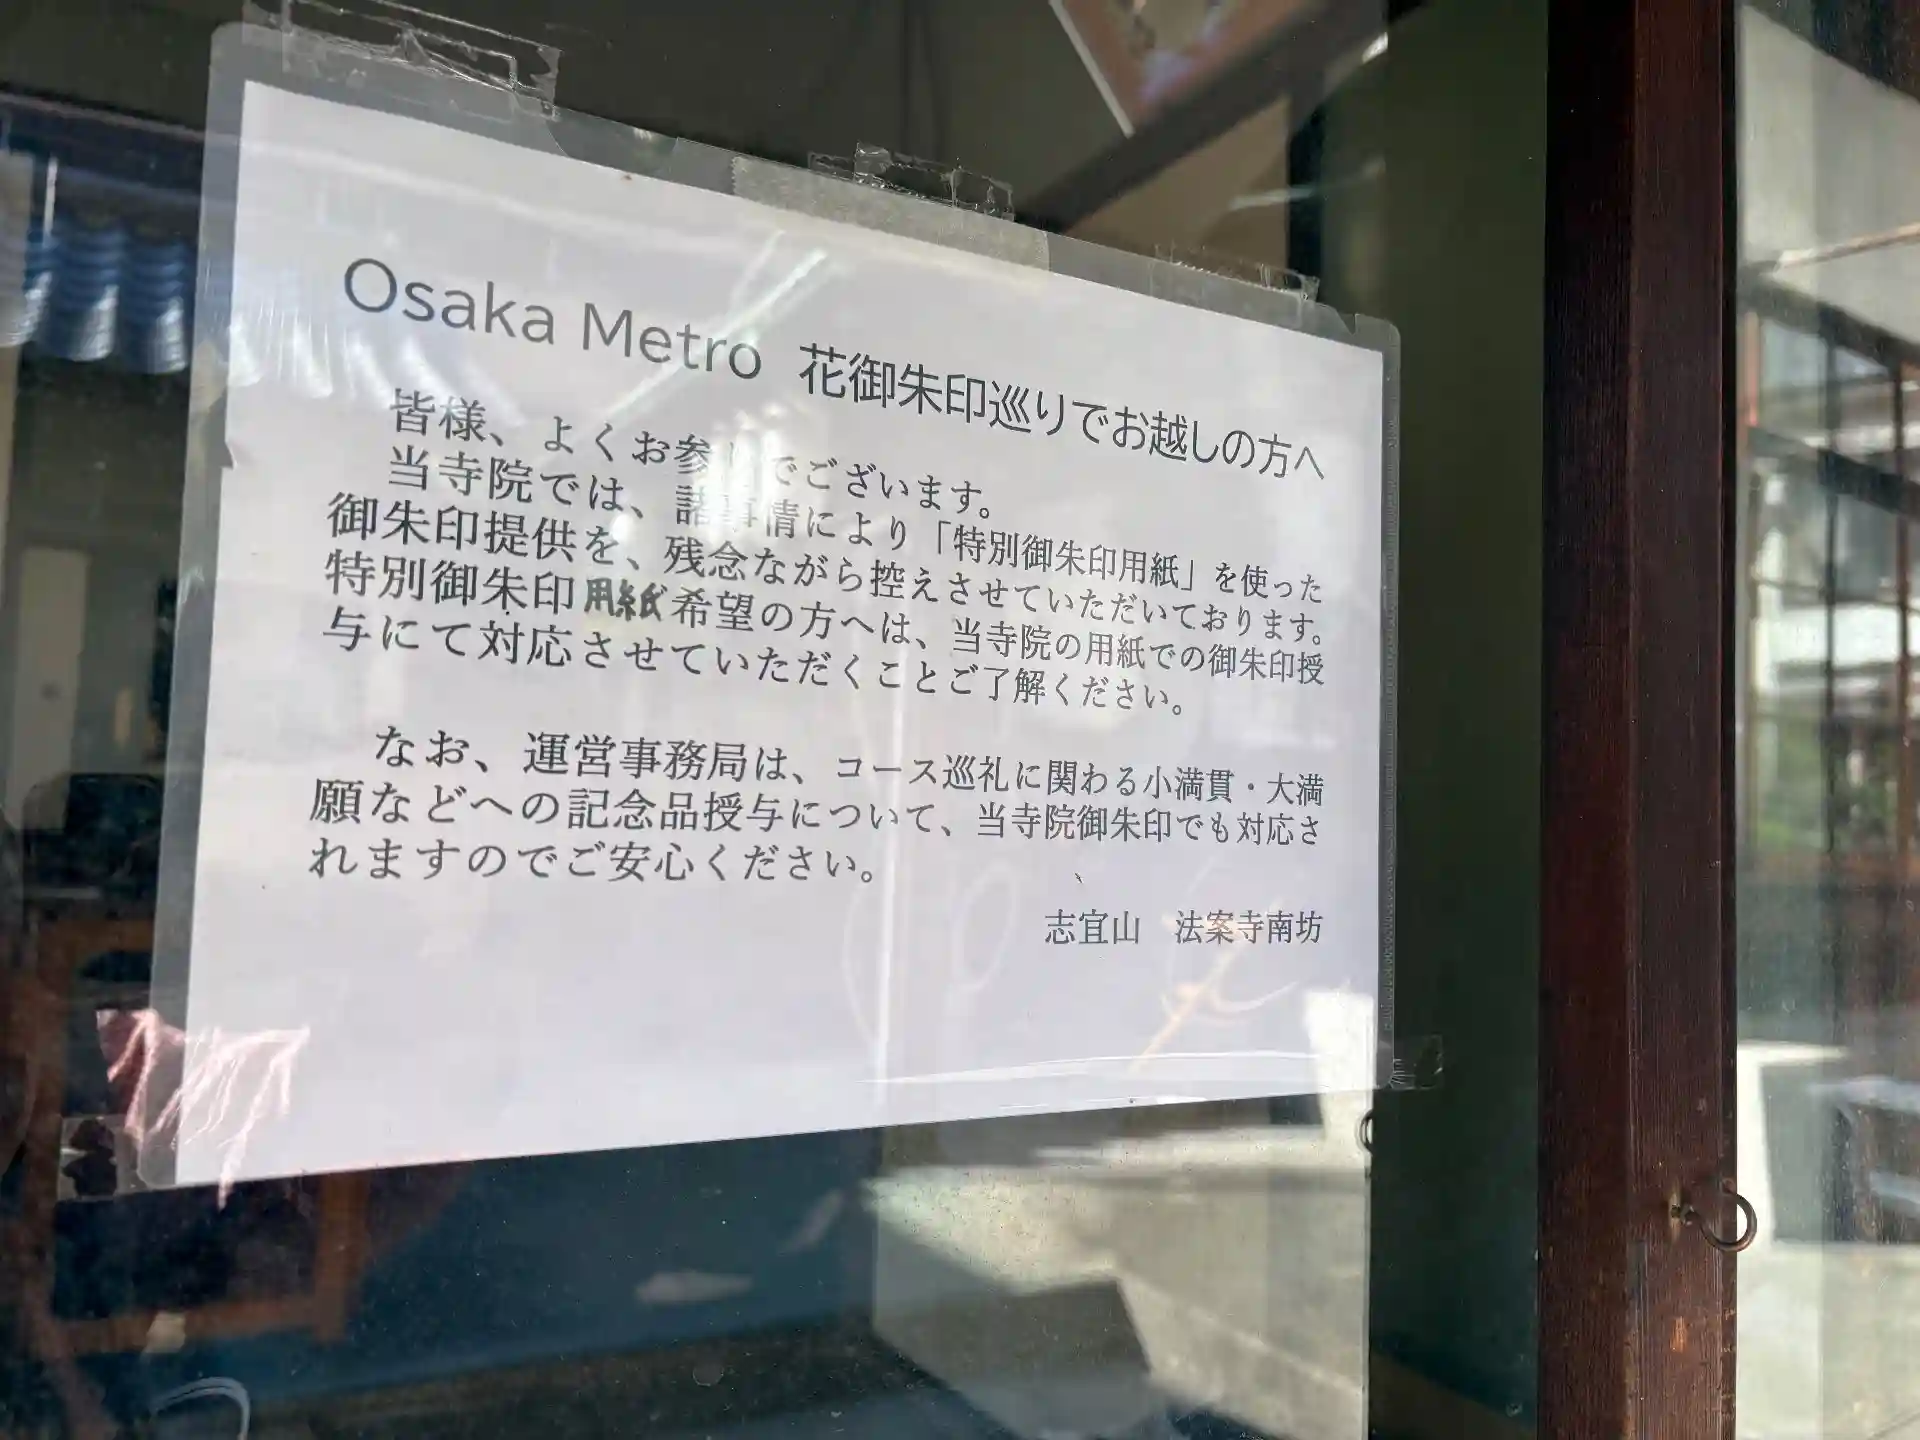 Osaka Metro 花御朱印巡りでお越しの方へ
皆様、よくお参りでございます。
当寺院では、諸事情により「特別御朱印用紙」を使った
御朱印提供を、残念ながら控えさせていただいております。
特別御朱印用紙希望の方へは、当寺院の用紙での御朱印授
与にて対応させていただくことご了解ください。
なお、運営事務局は、コース巡礼に関わる小満貫・大満
願などへの記念品授与について、当寺院御朱印でも対応さ
れますのでご安心ください。
志宜山 法案寺南坊